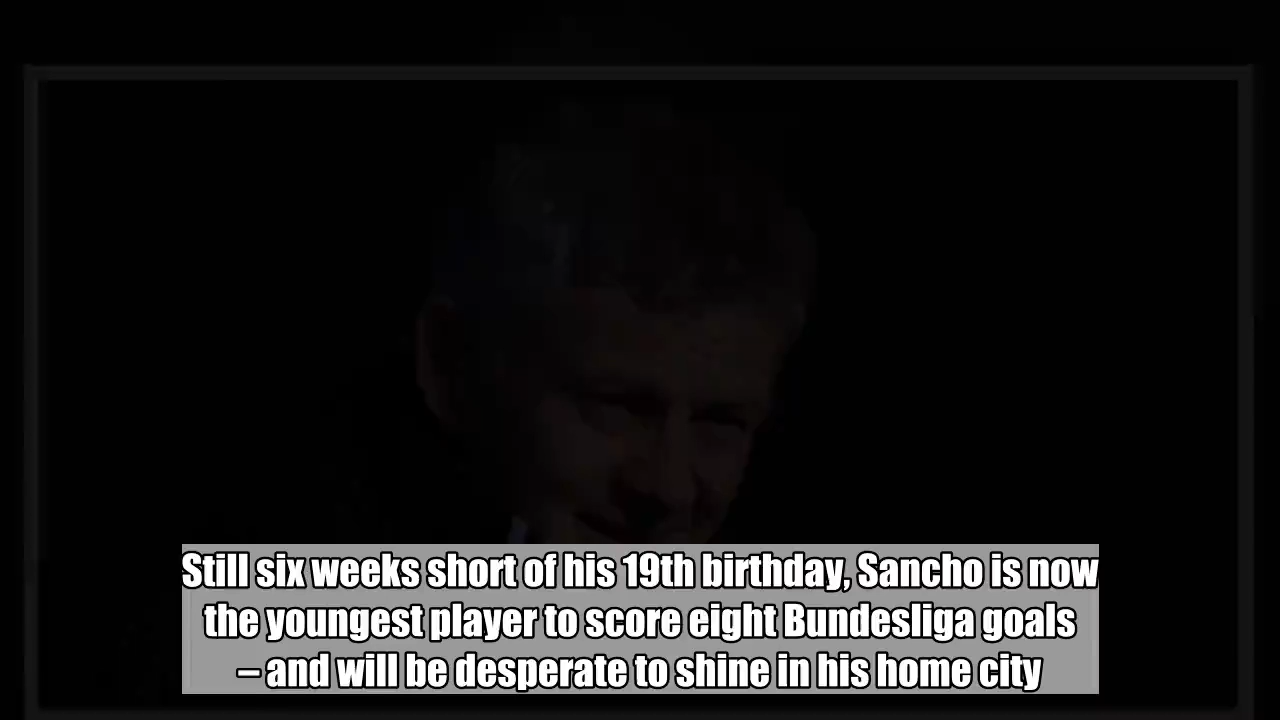 Still six weeks short of his 19th birthday, Sancho is now
the youngest player to score eight Bundesliga goals
– and will be desperate to shine in his home city